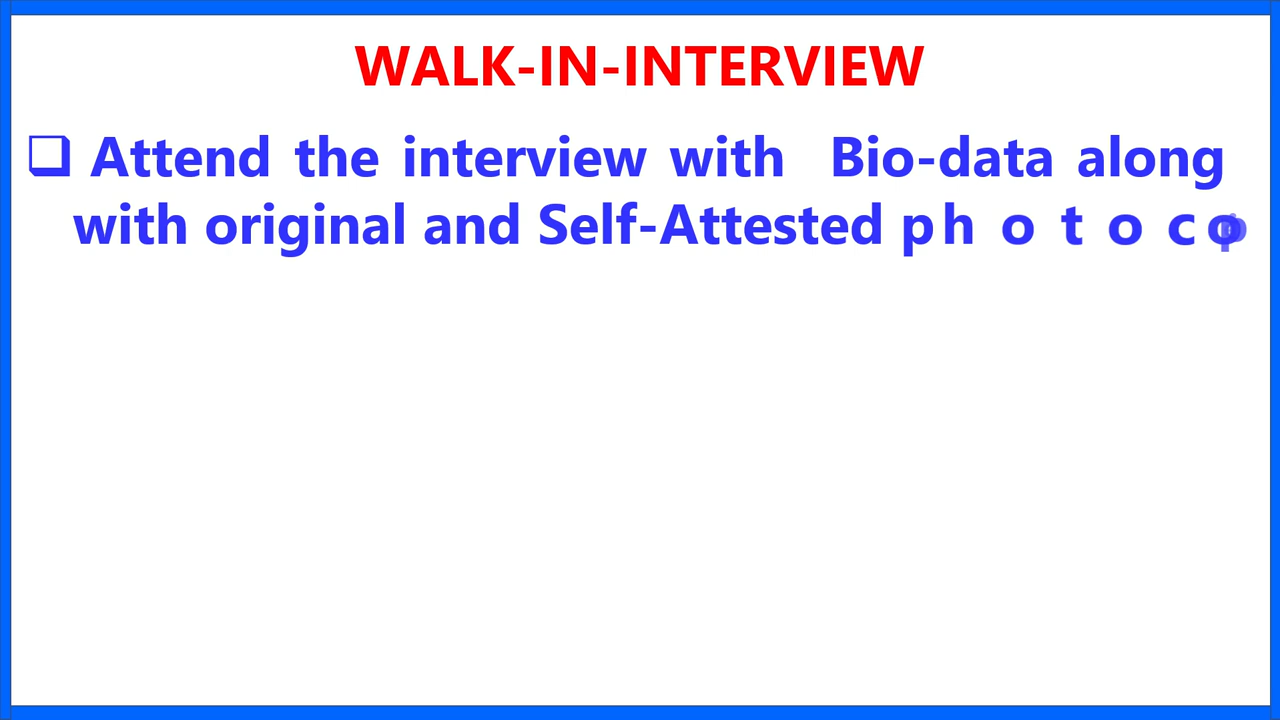 WALK-IN-INTERVIEW
❑ Attend the interview with Bio-data along
with original and Self-Attested